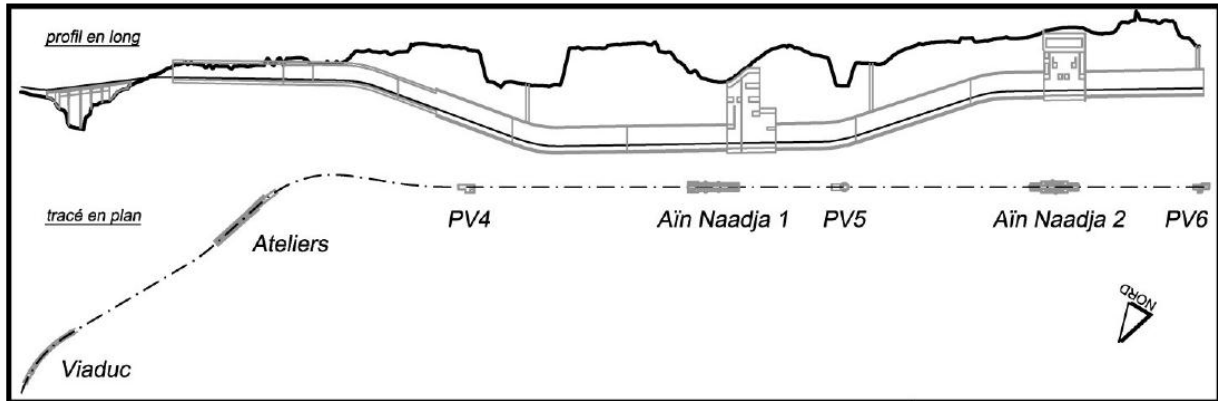 profil en long
tracé en plan
Ateliers
PV4
Aïn Naadja 1
PV5
Aïn Naadja 2
PV6
NORD
Viaduc